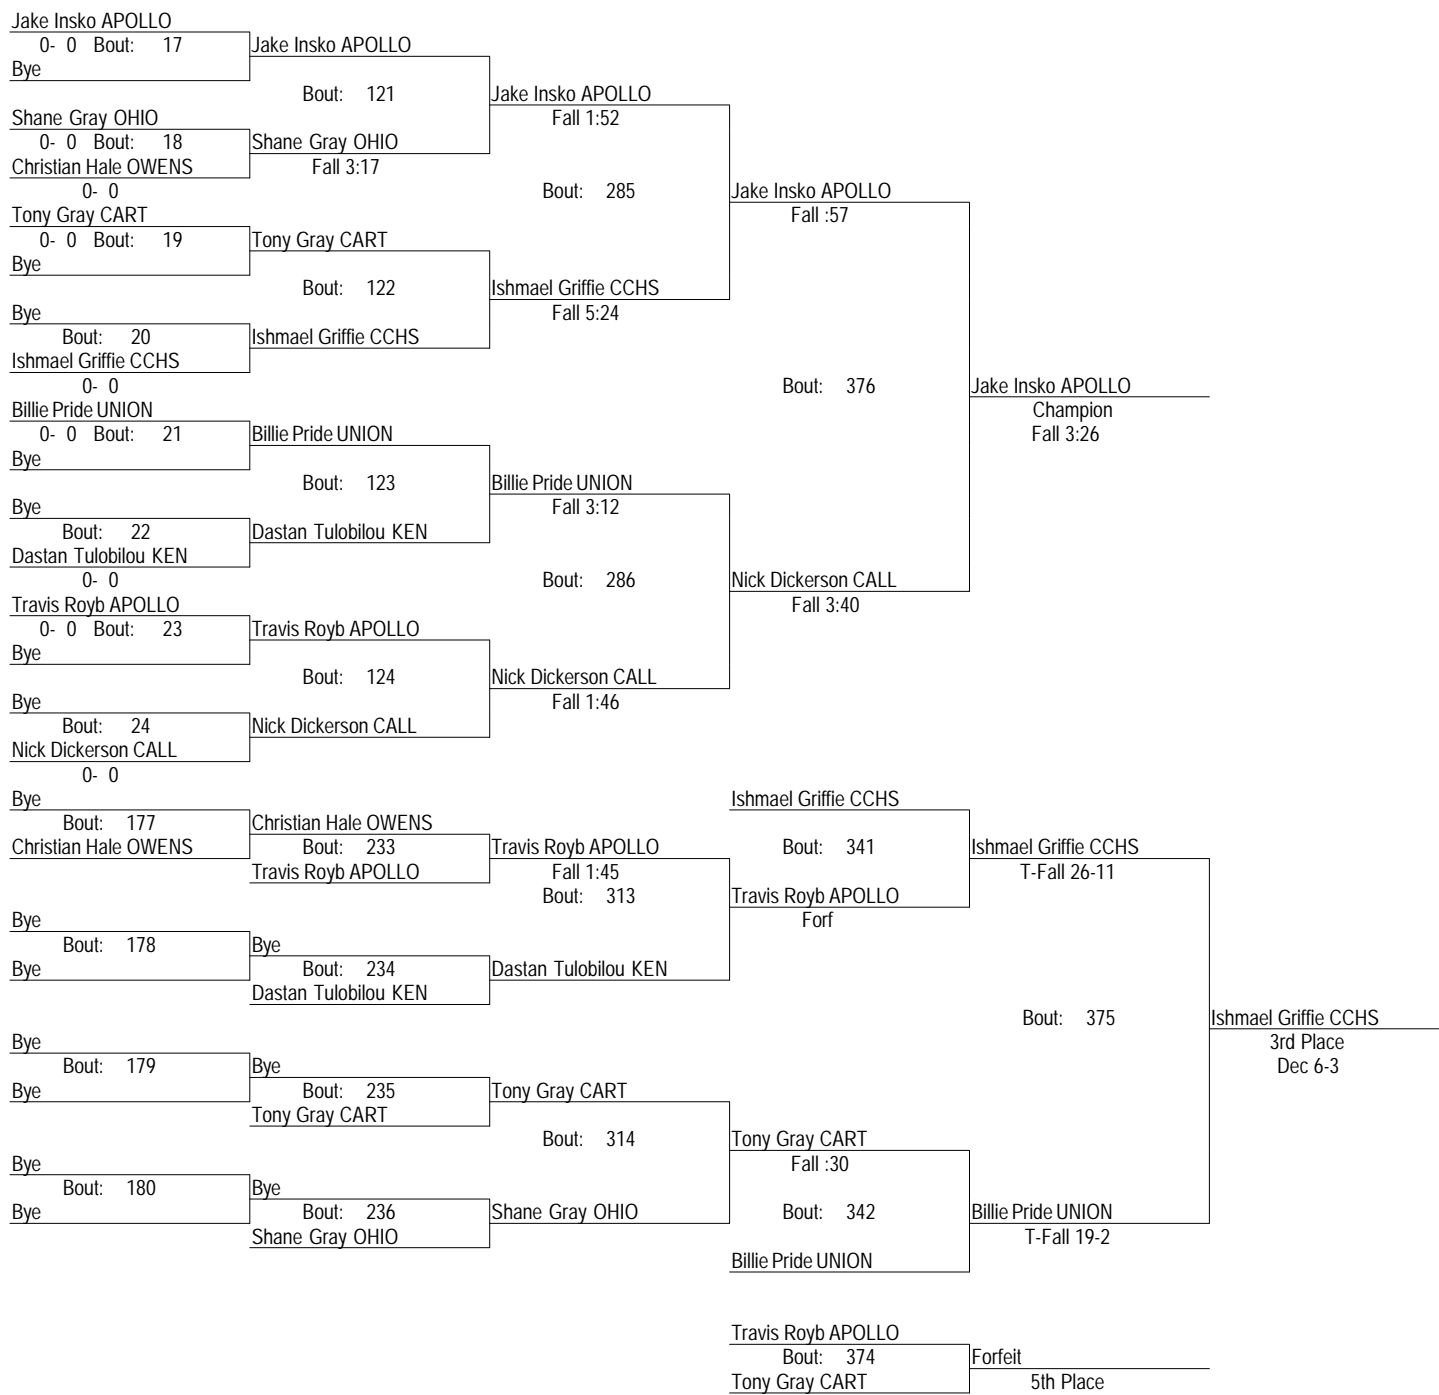 Jake Insko APOLLO
0- 0 Bout: 17
Jake Insko APOLLO
Bye
Bout: 121
Jake Insko APOLLO
Shane Gray OHIO
Fall 1:52
0- 0 Bout: 18
Shane Gray OHIO
Christian Hale OWENS
Fall 3:17
0- 0
Bout: 285
Jake Insko APOLLO
Tony Gray CART
Fall :57
0- 0 Bout: 19
Tony Gray CART
Bye
Bout: 122
Ishmael Griffie CCHS
Bye
Fall 5:24
Bout: 20
Ishmael Griffie CCHS
Ishmael Griffie CCHS
0- 0
Bout: 376
Jake Insko APOLLO
Billie Pride UNION
Champion
0- 0 Bout: 21
Billie Pride UNION
Fall 3:26
Bye
Bout: 123
Billie Pride UNION
Bye
Fall 3:12
Bout: 22
Dastan Tulobilou KEN
Dastan Tulobilou KEN
0- 0
Bout: 286
Nick Dickerson CALL
Travis Royb APOLLO
Fall 3:40
0- 0 Bout: 23
Travis Royb APOLLO
Bye
Bout: 124
Nick Dickerson CALL
Bye
Fall 1:46
Bout: 24
Nick Dickerson CALL
Nick Dickerson CALL
0- 0
Bye
Ishmael Griffie CCHS
Bout: 177
Christian Hale OWENS
Christian Hale OWENS
Bout: 233
Travis Royb APOLLO
Bout: 341
Ishmael Griffie CCHS
Travis Royb APOLLO
Fall 1:45
T-Fall 26-11
Bout: 313
Travis Royb APOLLO
Bye
Forf
Bout: 178
Bye
Bye
Bout: 234
Dastan Tulobilou KEN
Dastan Tulobilou KEN
Bout: 375
Ishmael Griffie CCHS
Bye
3rd Place
Bout: 179
Bye
Dec 6-3
Bye
Bout: 235
Tony Gray CART
Tony Gray CART
Bout: 314
Tony Gray CART
Bye
Fall :30
Bout: 180
Bye
Bye
Bout: 236
Shane Gray OHIO
Bout: 342
Billie Pride UNION
Shane Gray OHIO
T-Fall 19-2
Billie Pride UNION
Travis Royb APOLLO
Bout: 374
Forfeit
Tony Gray CART
5th Place